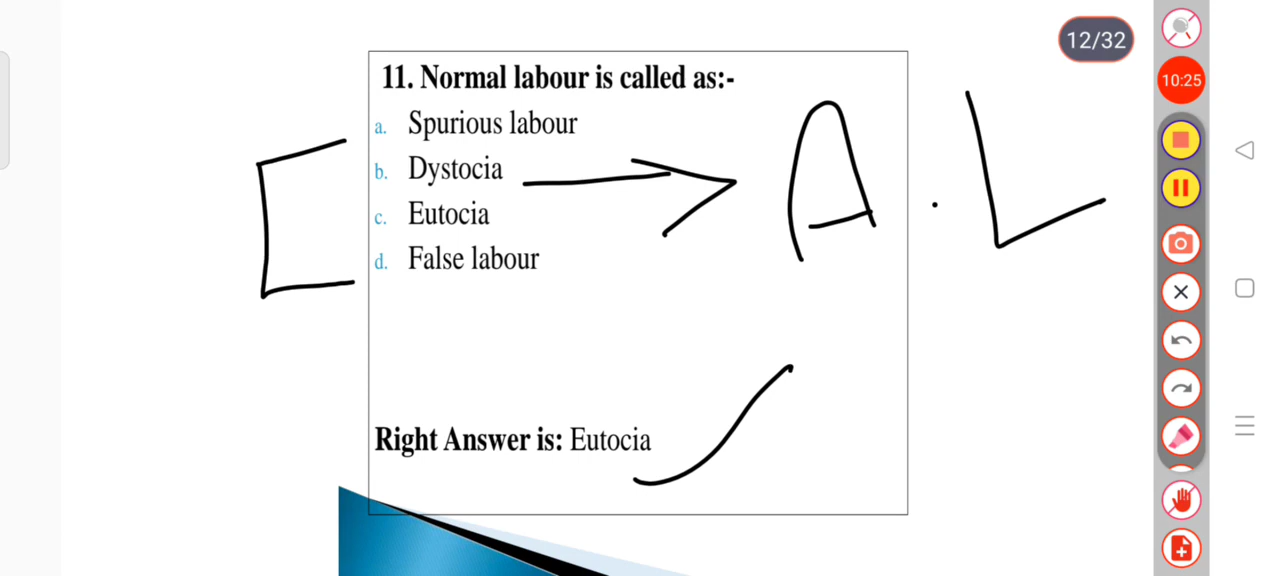 12/32
10:25
11. Normal labour is called as:-
a. Spurious labour
b. Dystocia A.L
c. Eutocia
d. False labour
Right Answer is: Eutocia